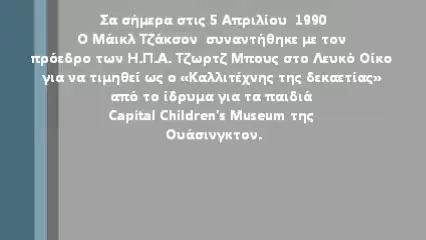 Σα σήμερα στις 5 Απριλίου  1990
Ο Μάικλ Τζάκσον  συναντήθηκε με τον
πρόεδρο των Η.Π.Α. Τζωρτζ Μπους στο Λευκό Οίκο
για να τιμηθεί ως ο «Καλλιτέχνης της δεκαετίας»
από το ίδρυμα για τα παιδιά
Capital Children's Museum της
Ουάσινγκτον.